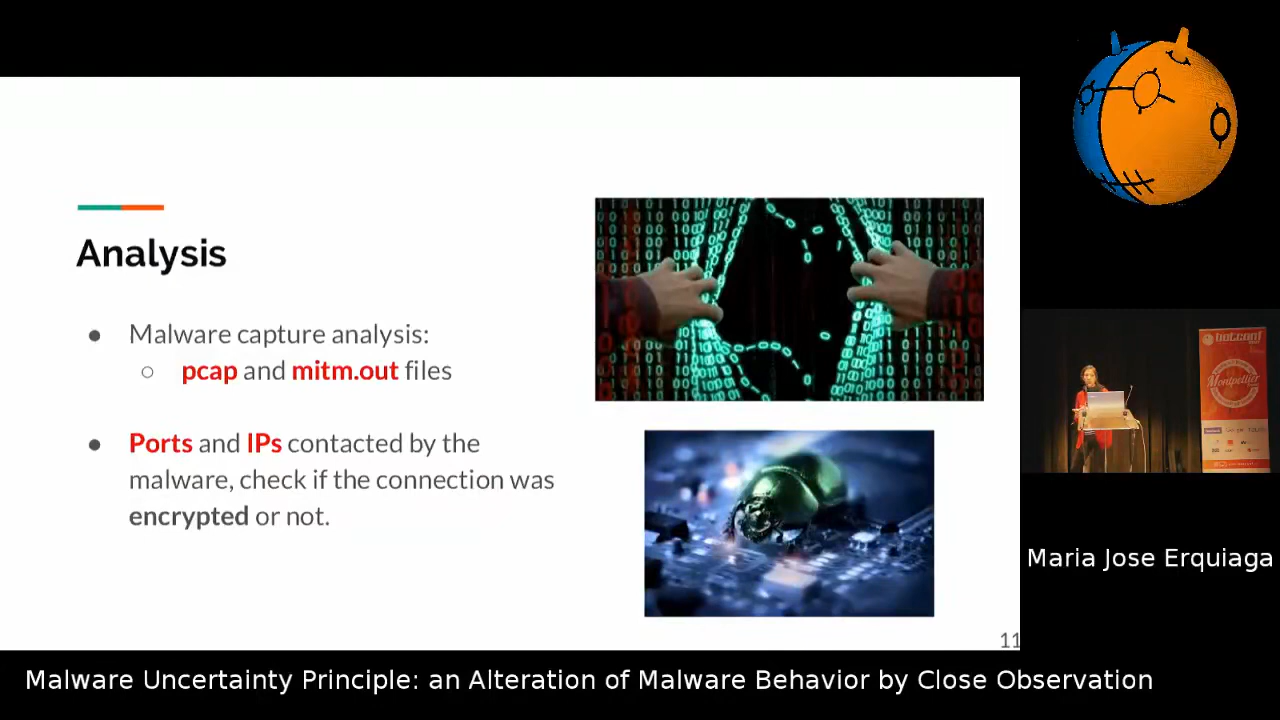 Analysis
● Malware capture analysis:
○ pcap and mitm.out files
● Ports and IPs contacted by the
malware, check if the connection was
encrypted or not.
11
botconf
Montpellier
Maria Jose Erquiaga
Malware Uncertainty Principle: an Alteration of Malware Behavior by Close Observation